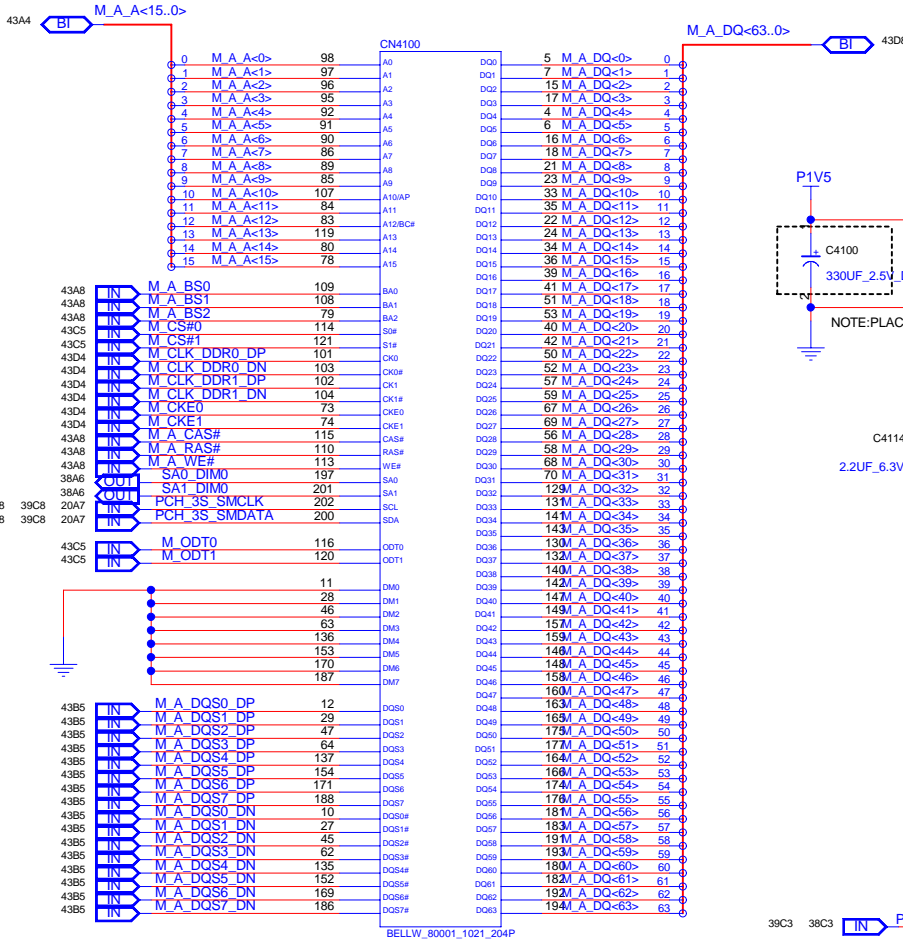 43A4 BI M_A_A<15..0>
CN4100
M_A_DQ<63..0> BI 43D8
0 M_A_A<0> 98 A0 DQ0 5 M_A_DQ<0> 0
1 M_A_A<1> 97 A1 DQ1 7 M_A_DQ<1> 1
2 M_A_A<2> 96 A2 DQ2 15 M_A_DQ<2> 2
3 M_A_A<3> 95 A3 DQ3 17 M_A_DQ<3> 3
4 M_A_A<4> 92 A4 DQ4 4 M_A_DQ<4> 4
5 M_A_A<5> 91 A5 DQ5 6 M_A_DQ<5> 5
6 M_A_A<6> 90 A6 DQ6 16 M_A_DQ<6> 6
7 M_A_A<7> 86 A7 DQ7 18 M_A_DQ<7> 7
8 M_A_A<8> 89 A8 DQ8 21 M_A_DQ<8> 8
9 M_A_A<9> 85 A9 DQ9 23 M_A_DQ<9> 9
10 M_A_A<10> 107 A10/AP DQ10 33 M_A_DQ<10> 10
11 M_A_A<11> 84 A11 DQ11 35 M_A_DQ<11> 11
12 M_A_A<12> 83 A12/BC# DQ12 22 M_A_DQ<12> 12
13 M_A_A<13> 119 A13 DQ13 24 M_A_DQ<13> 13
14 M_A_A<14> 80 A14 DQ14 34 M_A_DQ<14> 14
15 M_A_A<15> 78 A15 DQ15 36 M_A_DQ<15> 15
DQ16 39 M_A_DQ<16> 16
43A8 IN M_A_BS0 109 BA0 DQ17 41 M_A_DQ<17> 17
43A8 IN M_A_BS1 108 BA1 DQ18 51 M_A_DQ<18> 18
43A8 IN M_A_BS2 79 BA2 DQ19 53 M_A_DQ<19> 19
43C5 IN M_CS#0 114 S0# DQ20 40 M_A_DQ<20> 20
43C5 IN M_CS#1 121 S1# DQ21 42 M_A_DQ<21> 21
43D4 IN M_CLK_DDR0_DP 101 CK0 DQ22 50 M_A_DQ<22> 22
43D4 IN M_CLK_DDR0_DN 103 CK0# DQ23 52 M_A_DQ<23> 23
43D4 IN M_CLK_DDR1_DP 102 CK1 DQ24 57 M_A_DQ<24> 24
43D4 IN M_CLK_DDR1_DN 104 CK1# DQ25 59 M_A_DQ<25> 25
43D4 IN M_CKE0 73 CKE0 DQ26 67 M_A_DQ<26> 26
43D4 IN M_CKE1 74 CKE1 DQ27 69 M_A_DQ<27> 27
43A8 IN M_A_CAS# 115 CAS# DQ28 56 M_A_DQ<28> 28
43A8 IN M_A_RAS# 110 RAS# DQ29 58 M_A_DQ<29> 29
43A8 IN M_A_WE# 113 WE# DQ30 68 M_A_DQ<30> 30
38A6 OUT SA0_DIM0 197 SA0 DQ31 70 M_A_DQ<31> 31
38A6 OUT SA1_DIM0 201 SA1 DQ32 129 M_A_DQ<32> 32
8 39C8 20A7 IN PCH_3S_SMCLK 202 SCL DQ33 131 M_A_DQ<33> 33
8 39C8 20A7 IN PCH_3S_SMDATA 200 SDA DQ34 141 M_A_DQ<34> 34
DQ35 143 M_A_DQ<35> 35
43C5 IN M_ODT0 116 ODT0 DQ36 130 M_A_DQ<36> 36
43C5 IN M_ODT1 120 ODT1 DQ37 132 M_A_DQ<37> 37
DQ38 140 M_A_DQ<38> 38
11 DM0 DQ39 142 M_A_DQ<39> 39
28 DM1 DQ40 147 M_A_DQ<40> 40
46 DM2 DQ41 149 M_A_DQ<41> 41
63 DM3 DQ42 157 M_A_DQ<42> 42
136 DM4 DQ43 159 M_A_DQ<43> 43
153 DM5 DQ44 146 M_A_DQ<44> 44
170 DM6 DQ45 148 M_A_DQ<45> 45
187 DM7 DQ46 158 M_A_DQ<46> 46
DQ47 160 M_A_DQ<47> 47
43B5 IN M_A_DQS0_DP 12 DQS0 DQ48 163 M_A_DQ<48> 48
43B5 IN M_A_DQS1_DP 29 DQS1 DQ49 165 M_A_DQ<49> 49
43B5 IN M_A_DQS2_DP 47 DQS2 DQ50 175 M_A_DQ<50> 50
43B5 IN M_A_DQS3_DP 64 DQS3 DQ51 177 M_A_DQ<51> 51
43B5 IN M_A_DQS4_DP 137 DQS4 DQ52 164 M_A_DQ<52> 52
43B5 IN M_A_DQS5_DP 154 DQS5 DQ53 166 M_A_DQ<53> 53
43B5 IN M_A_DQS6_DP 171 DQS6 DQ54 174 M_A_DQ<54> 54
43B5 IN M_A_DQS7_DP 188 DQS7 DQ55 176 M_A_DQ<55> 55
43B5 IN M_A_DQS0_DN 10 DQS0# DQ56 181 M_A_DQ<56> 56
43B5 IN M_A_DQS1_DN 27 DQS1# DQ57 183 M_A_DQ<57> 57
43B5 IN M_A_DQS2_DN 45 DQS2# DQ58 191 M_A_DQ<58> 58
43B5 IN M_A_DQS3_DN 62 DQS3# DQ59 193 M_A_DQ<59> 59
43B5 IN M_A_DQS4_DN 135 DQS4# DQ60 180 M_A_DQ<60> 60
43B5 IN M_A_DQS5_DN 152 DQS5# DQ61 182 M_A_DQ<61> 61
43B5 IN M_A_DQS6_DN 169 DQS6# DQ62 192 M_A_DQ<62> 62
43B5 IN M_A_DQS7_DN 186 DQS7# DQ63 194 M_A_DQ<63> 63
BELLW_80001_1021_204P
P1V5
1
+
C4100
330UF_2.5V_
2
NOTE:PLAC
C4114
2.2UF_6.3V
39C3 38C3 IN P